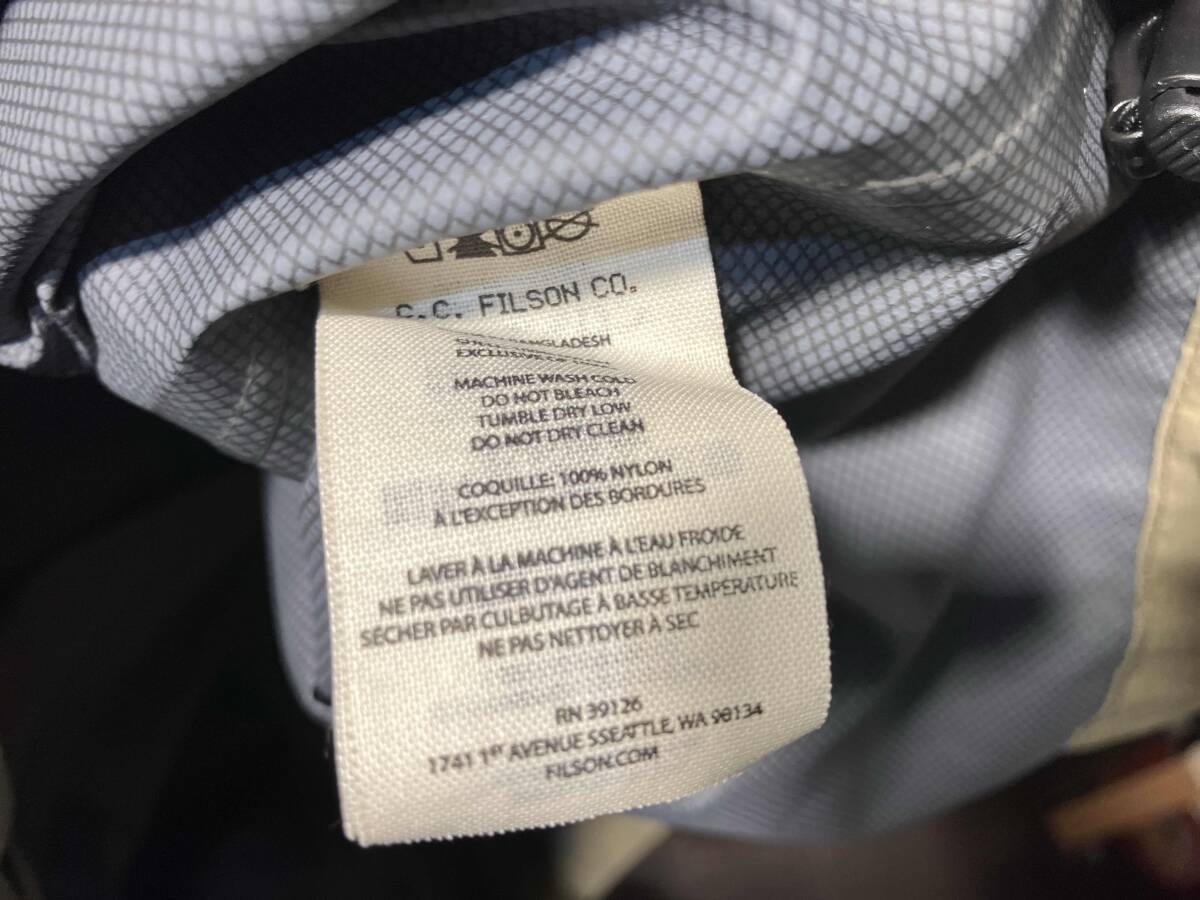 C.C. FILSON CO.
BANGLADESH
MACHINE WASH COLD
DO NOT BLEACH
TUMBLE DRY LOW
DO NOT DRY CLEAN
COQUILLE: 100% NYLON
À L'EXCEPTION DES BORDURES
LAVER À LA MACHINE À L'EAU FROIDE
NE PAS UTILISER D'AGENT DE BLANCHIMENT
SÉCHER PAR CULBUTAGE À BASSE TEMPÉRATURE
NE PAS NETTOYER À SEC
RN 39126
1741 1ST AVENUE SSEATTLE, WA 98134
FILSON.COM